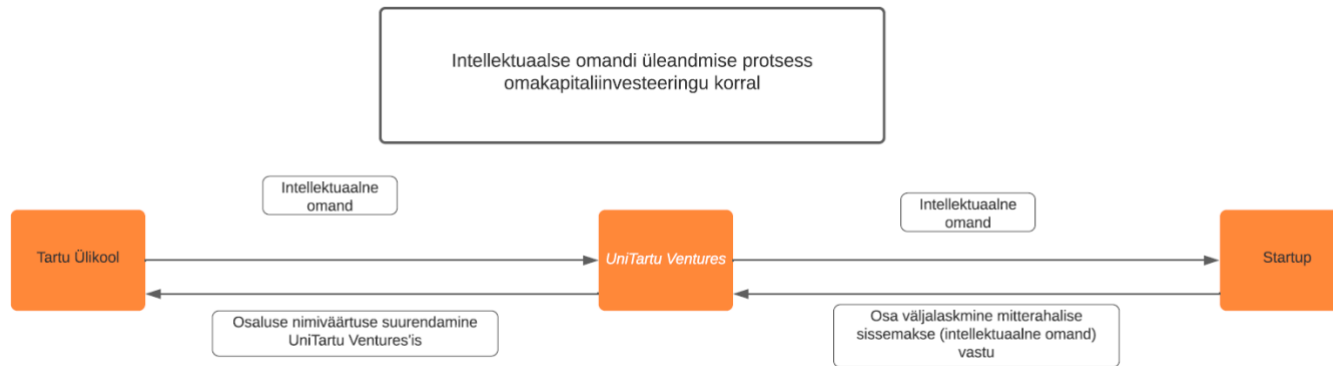 Intellektuaalse omandi üleandmise protsess
omakapitaliinvesteeringu korral
Intellektuaalne
omand
Intellektuaalne
omand
Tartu Ülikool
UniTartu Ventures
Startup
Osaluse nimiväärtuse suurendamine
UniTartu Ventures'is
Osa väljalaskmine mitterahalise
sissemakse (intellektuaalne omand)
vastu